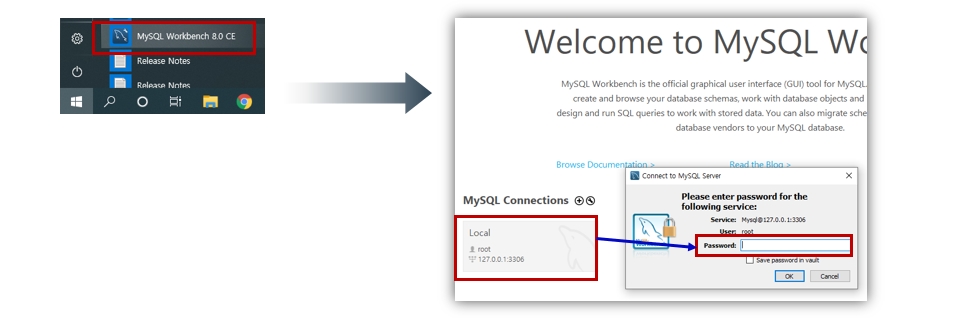 MySQL Workbench 8.0 CE
Release Notes
Release Notes
Welcome to MySQL Wo
MySQL Workbench is the official graphical user interface (GUI) tool for MySQL.
create and browse your database schemas, work with database objects and
design and run SQL queries to work with stored data. You can also migrate sche
database vendors to your MySQL database.
Browse Documentation >
Read the Blog >
MySQL Connections
Local
root
127.0.0.1:3306
Connect to MySQL Server
Please enter password for the
following service:
Service: Mysql@127.0.0.1:3306
User: root
Password:
Save password in vault
OK
Cancel